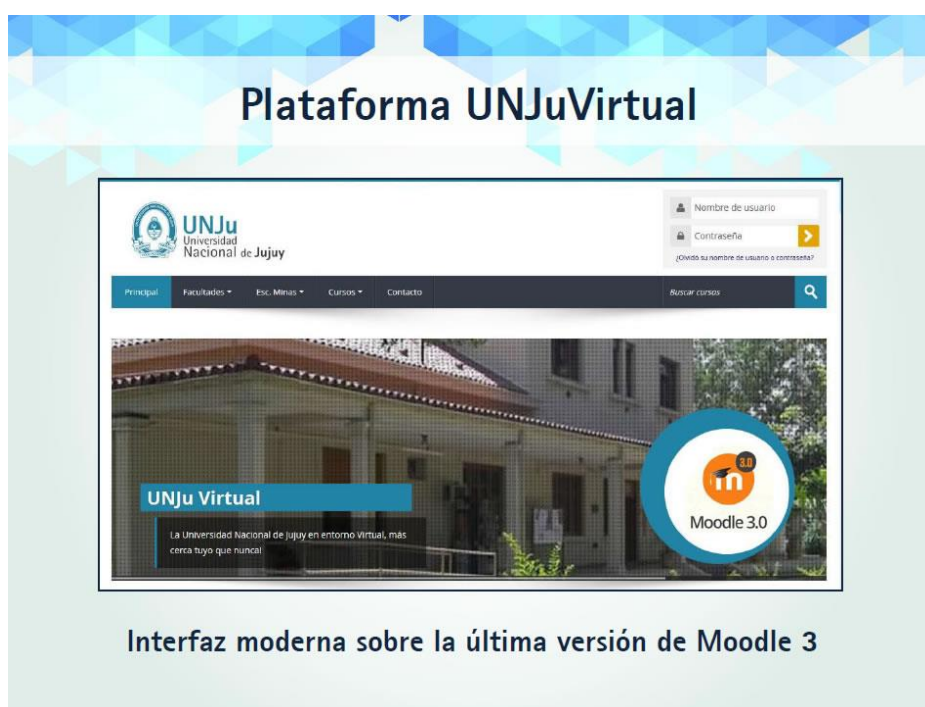 Plataforma UNJuVirtual
UNJu
Universidad
Nacional de Jujuy
Nombre de usuario
Contraseña
¿Olvidó su nombre de usuario o contraseña?
Principal Facultades Esc. Minas Cursos Contacto Buscar cursos
3.0
m
Moodle 3.0
UNJu Virtual
La Universidad Nacional de Jujuy en entorno Virtual, más
cerca tuyo que nunca!
Interfaz moderna sobre la última versión de Moodle 3